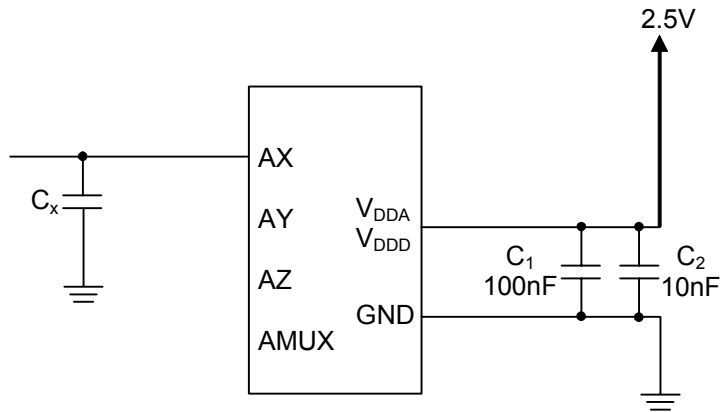 2.5V
AX
Cx
AY
VDDA
VDDD
C1
100nF
C2
10nF
AZ
GND
AMUX